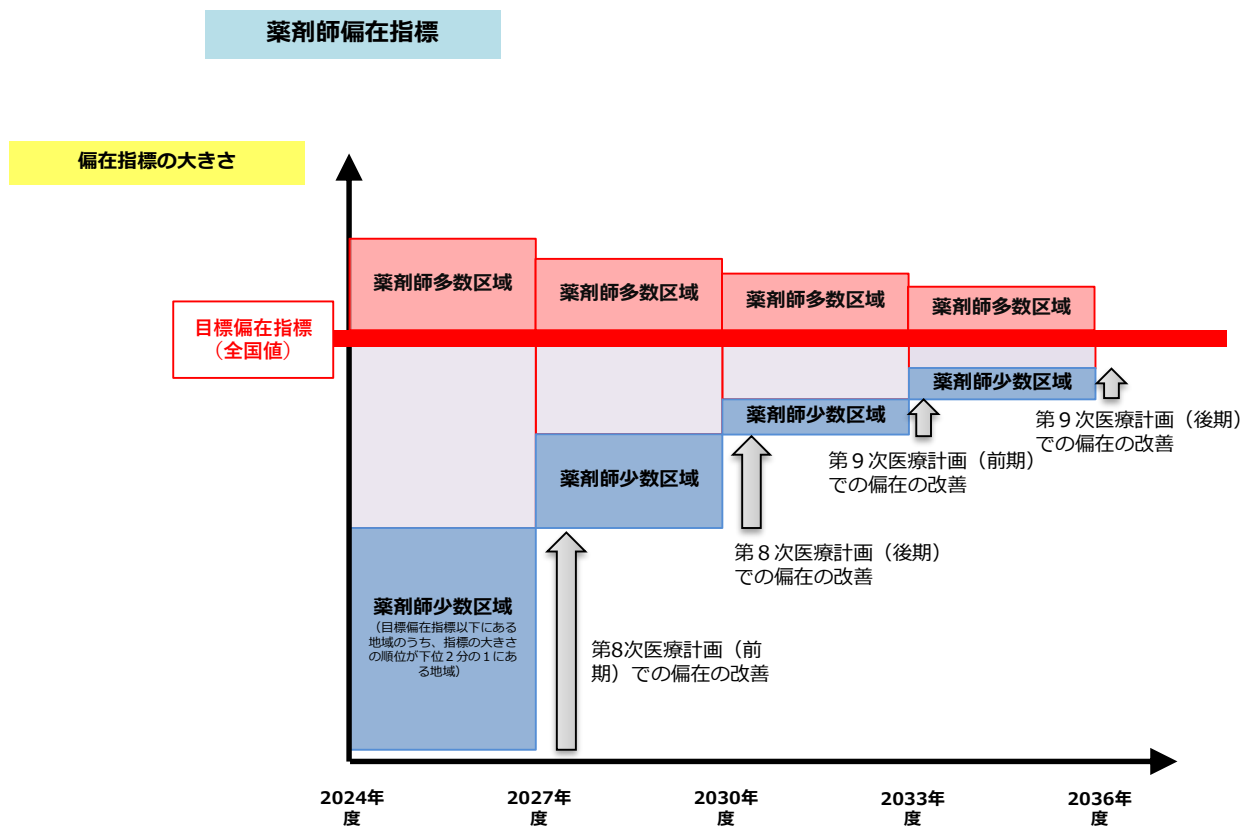 薬剤師偏在指標
偏在指標の大きさ
薬剤師多数区域
薬剤師多数区域
薬剤師多数区域
薬剤師多数区域
目標偏在指標
（全国値）
薬剤師少数区域
薬剤師少数区域
第９次医療計画（後期）
での偏在の改善
第９次医療計画（前期）
での偏在の改善
薬剤師少数区域
第８次医療計画（後期）
での偏在の改善
薬剤師少数区域
（目標偏在指標以下にある
地域のうち、指標の大きさ
の順位が下位２分の１にあ
る地域）
第8次医療計画（前
期）での偏在の改善
2024年
度
2027年
度
2030年
度
2033年
度
2036年
度